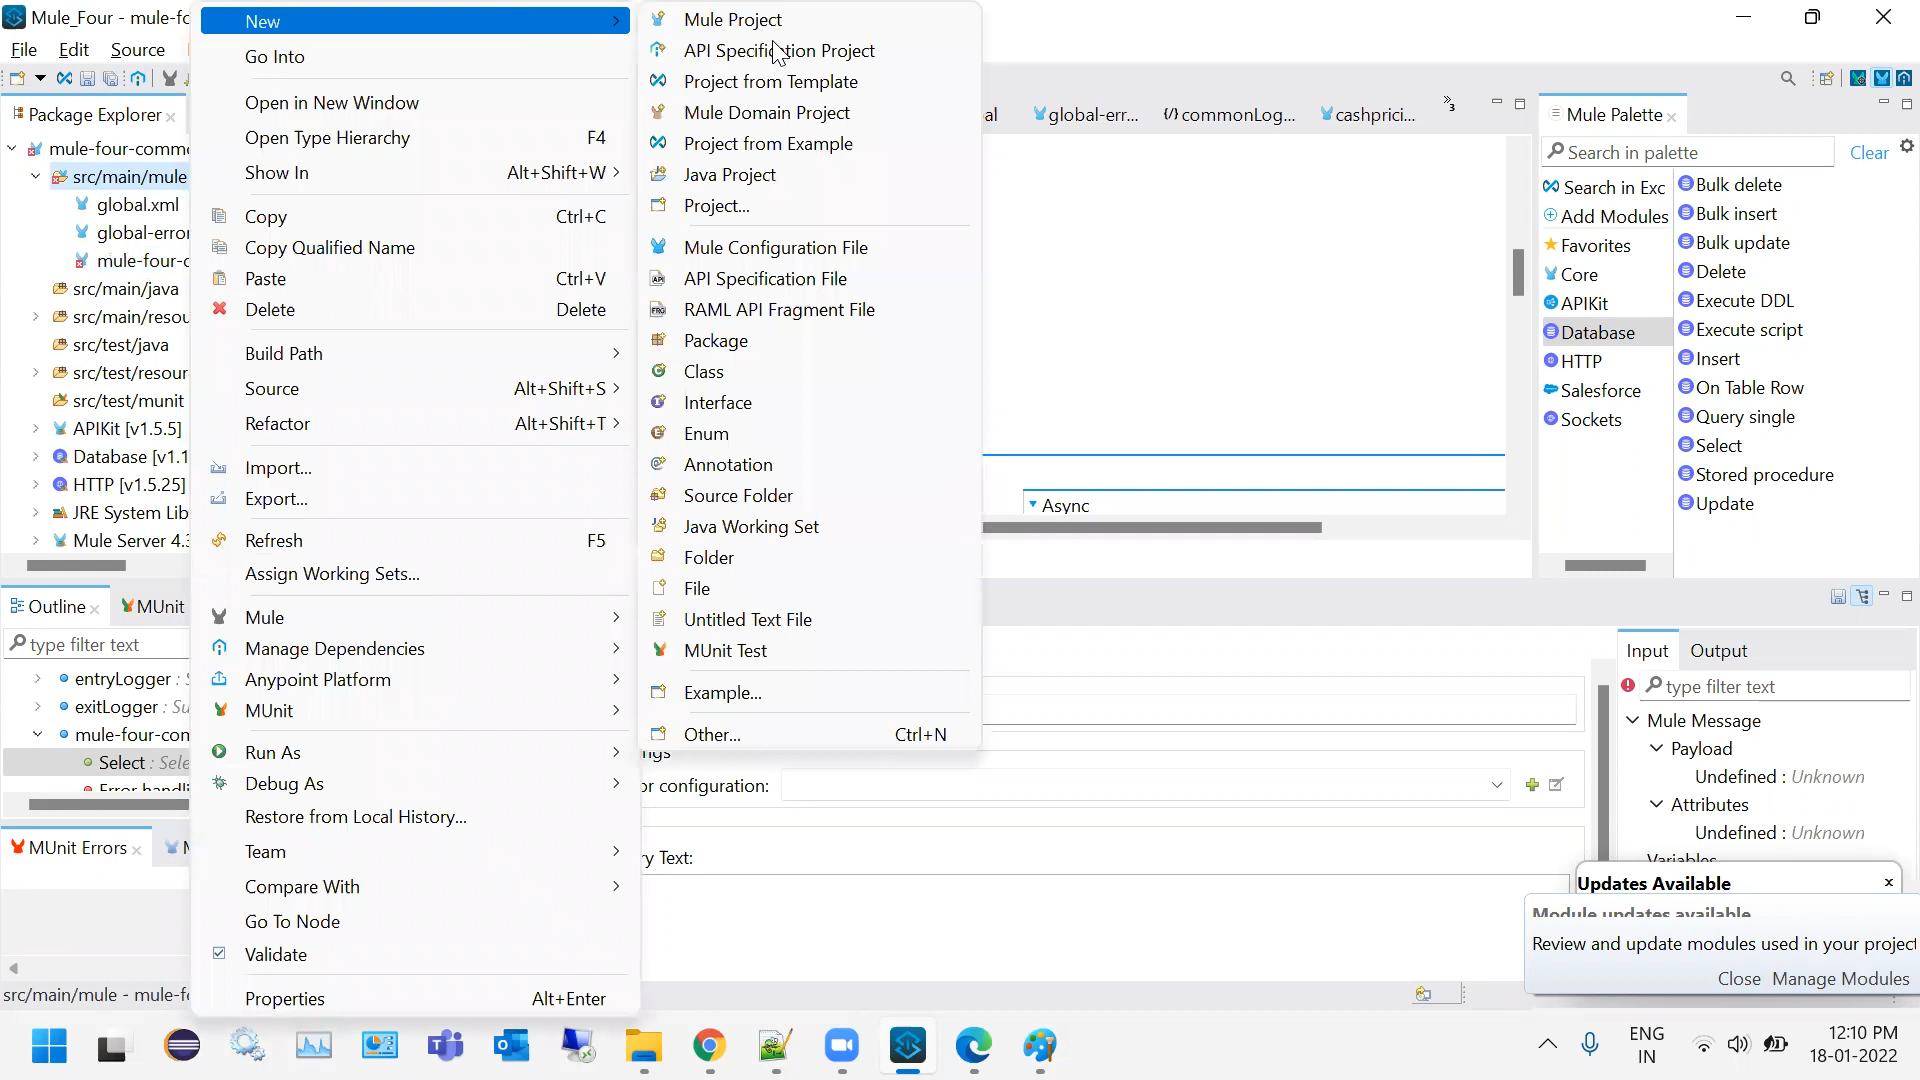 Mule_Four - mule-fo
File Edit Source
Package Explorer
mule-four-commo
src/main/mule
global.xml
global-error
mule-four-c
src/main/java
src/main/resou
src/test/java
src/test/resour
src/test/munit
APIKit [v1.5.5]
Database [v1.1
HTTP [v1.5.25]
JRE System Lib
Mule Server 4.3
Outline MUnit
type filter text
entryLogger : S
exitLogger : Su
mule-four-com
Select : Sele
Error handli
MUnit Errors
src/main/mule - mule-fo
New
Go Into
Open in New Window
Open Type Hierarchy F4
Show In Alt+Shift+W
Copy Ctrl+C
Copy Qualified Name
Paste Ctrl+V
Delete Delete
Build Path
Source Alt+Shift+S
Refactor Alt+Shift+T
Import...
Export...
Refresh F5
Assign Working Sets...
Mule
Manage Dependencies
Anypoint Platform
MUnit
Run As
Debug As
Restore from Local History...
Team
Compare With
Go To Node
Validate
Properties Alt+Enter
Mule Project
API Specification Project
Project from Template
Mule Domain Project
Project from Example
Java Project
Project...
Mule Configuration File
API Specification File
RAML API Fragment File
Package
Class
Interface
Enum
Annotation
Source Folder
Java Working Set
Folder
File
Untitled Text File
MUnit Test
Example...
Other... Ctrl+N
al global-err... commonLog... cashprici... 3
Async
ngs
or configuration:
ry Text:
Mule Palette
Search in palette Clear
Search in Exc
Add Modules
Favorites
Core
APIKit
Database
HTTP
Salesforce
Sockets
Bulk delete
Bulk insert
Bulk update
Delete
Execute DDL
Execute script
Insert
On Table Row
Query single
Select
Stored procedure
Update
Input Output
type filter text
Mule Message
Payload
Undefined : Unknown
Attributes
Undefined : Unknown
Variables
Updates Available
Module updates available
Review and update modules used in your project
Close Manage Modules
ENG
IN
12:10 PM
18-01-2022